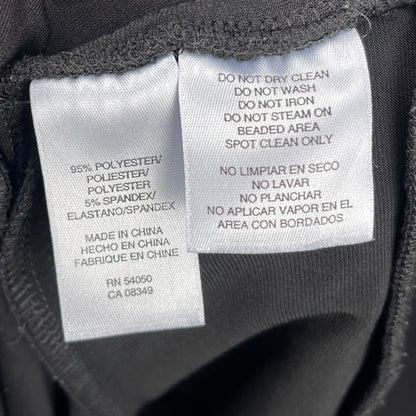 95% POLYESTER/
POLIESTER/
POLYESTER
5% SPANDEX/
ELASTANO/SPANDEX
MADE IN CHINA
HECHO EN CHINA
FABRIQUE EN CHINE
RN 54050
CA 08349
DO NOT DRY CLEAN
DO NOT WASH
DO NOT IRON
DO NOT STEAM ON
BEADED AREA
SPOT CLEAN ONLY
NO LIMPIAR EN SECO
NO LAVAR
NO PLANCHAR
NO APLICAR VAPOR EN EL
AREA CON BORDADOS